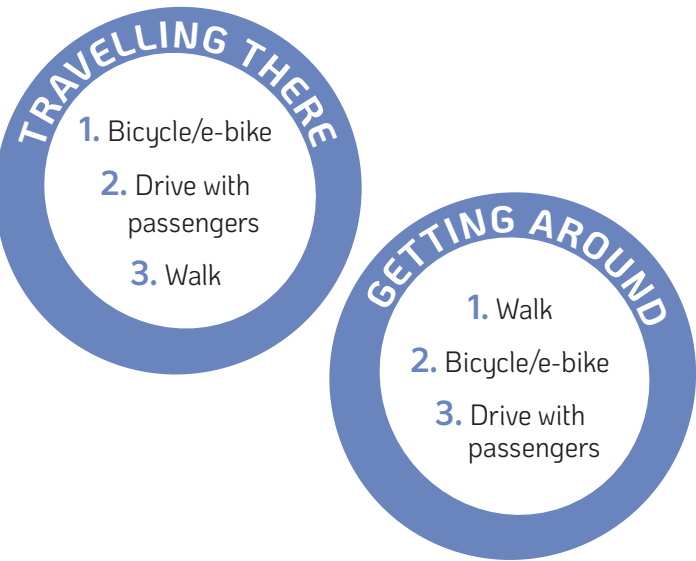 TRAVELLING THERE
1. Bicycle/e-bike
2. Drive with
passengers
3. Walk
GETTING AROUND
1. Walk
2. Bicycle/e-bike
3. Drive with
passengers